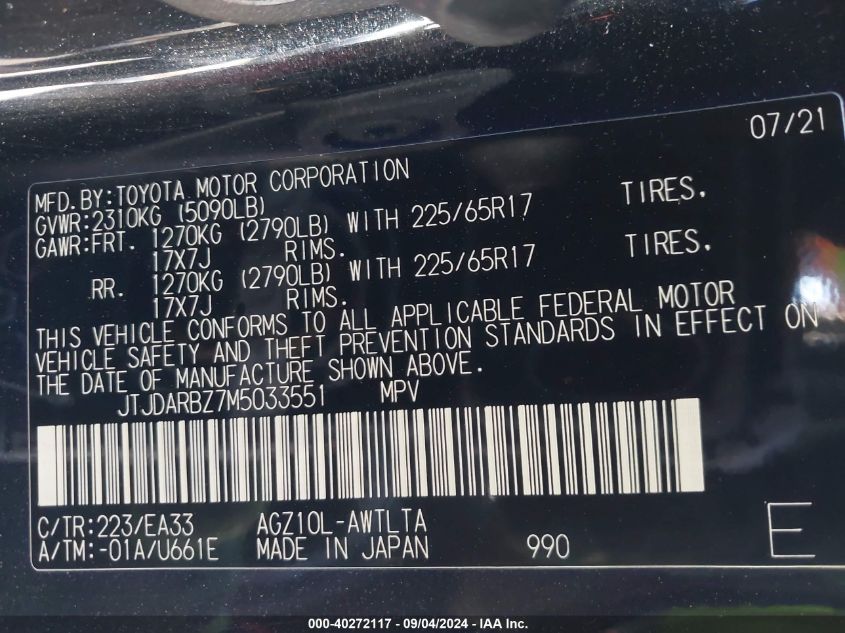 07/21
MFD.BY:TOYOTA MOTOR CORPORATION
GVWR:2310KG (5090LB)
GAWR:FRT. 1270KG (2790LB) WITH 225/65R17 TIRES.
17X7J RIMS.
RR. 1270KG (2790LB) WITH 225/65R17 TIRES.
17X7J RIMS.
THIS VEHICLE CONFORMS TO ALL APPLICABLE FEDERAL MOTOR
VEHICLE SAFETY AND THEFT PREVENTION STANDARDS IN EFFECT ON
THE DATE OF MANUFACTURE SHOWN ABOVE.
JTJDARBZ7M5033551 MPV
C/TR:223/EA33 AGZ10L-AWTLTA
A/TM:-01A/U661E MADE IN JAPAN 990 E
000-40272117 - 09/04/2024 - IAA Inc.